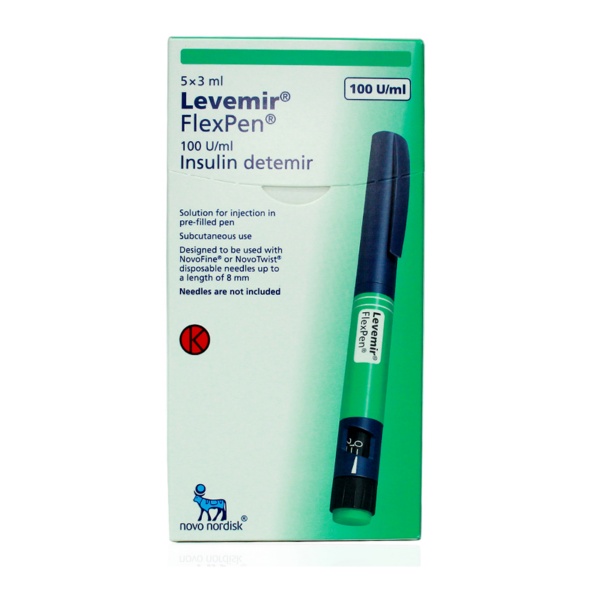 5 × 3 ml
100 U/ml
Levemir®
FlexPen®
100 U/ml
Insulin detemir
Solution for injection in
pre-filled pen
Subcutaneous use
Designed to be used with
NovoFine® or NovoTwist®
disposable needles up to
a length of 8 mm
Needles are not included
K
Levemir®
FlexPen®
novo nordisk®